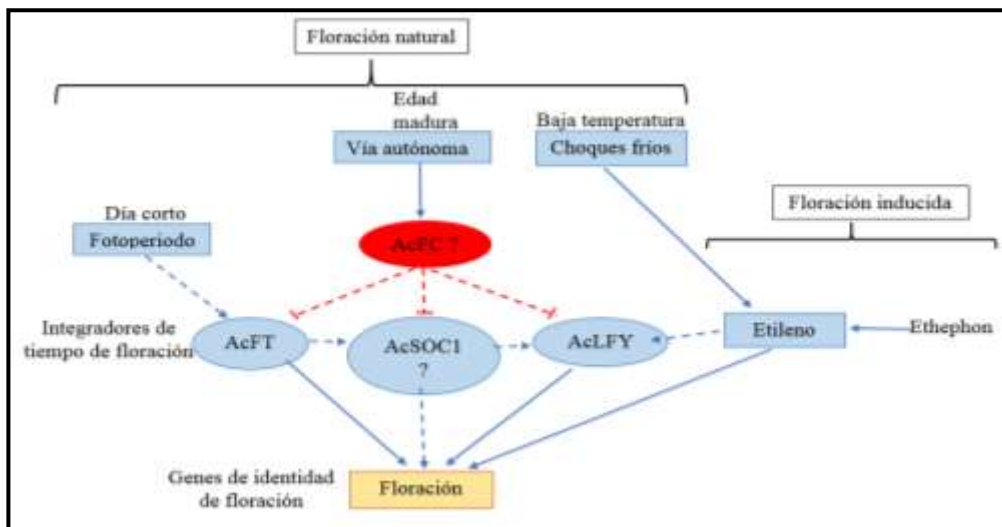 Floración natural
Edad
madura
Vía autónoma
Baja temperatura
Choques fríos
Floración inducida
Día corto
Fotoperiodo
AcFC ?
Integradores de
tiempo de floración
AcFT
AcSOC1
?
AcLFY
Etileno
Ethephon
Genes de identidad
de floración
Floración